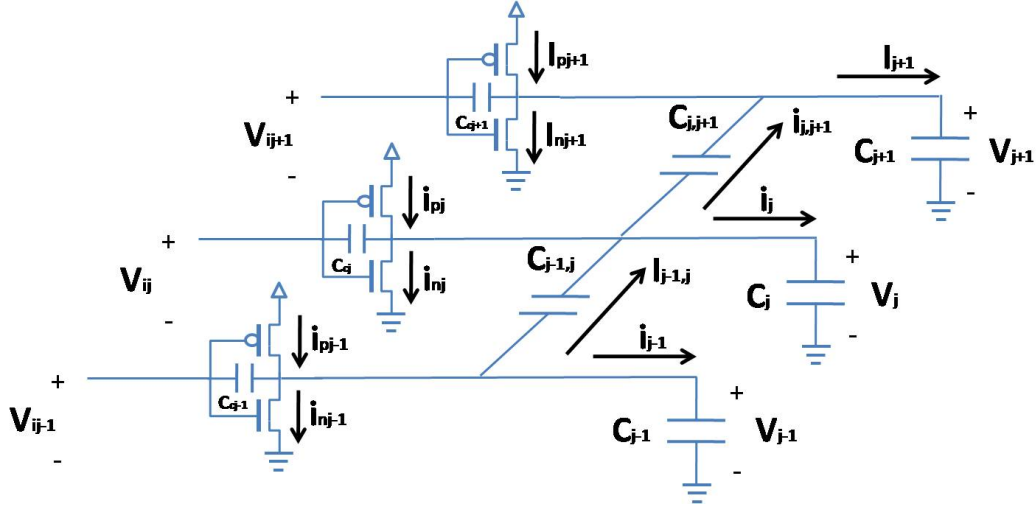 Ipj+1
Ij+1
+
Ccj+1
Cj,j+1
ij,j+1
+
Vij+1
Inj+1
Cj+1
Vj+1
-
ipj
ij
-
+
Ccj
Cj-1,j
+
Vij
inj
Ij-1,j
Cj
Vj
-
ipj-1
ij-1
-
+
Ccj-1
+
Vij-1
inj-1
Cj-1
Vj-1
-
-